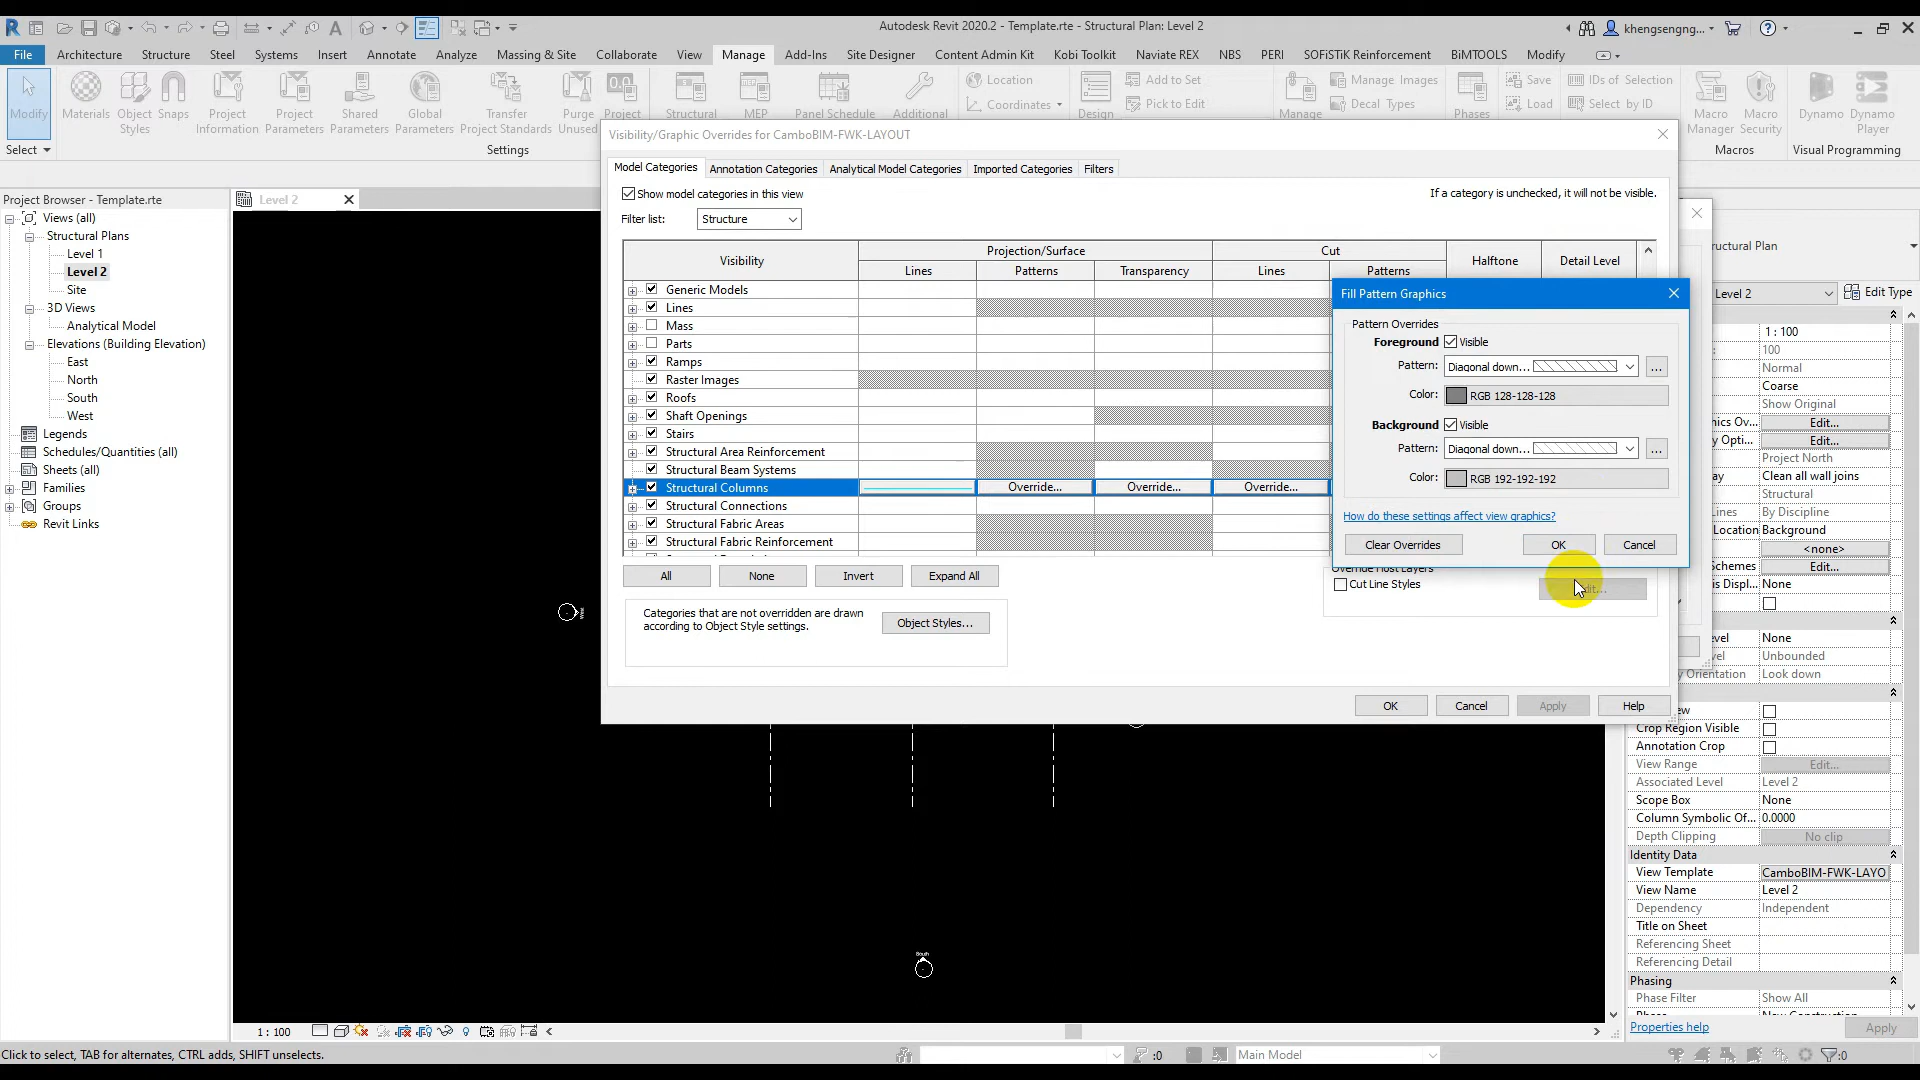 Autodesk Revit 2020.2 - Template.rte - Structural Plan: Level 2
khengsengng...
File Architecture Structure Steel Systems Insert Annotate Analyze Massing & Site Collaborate View Manage Add-Ins Site Designer Content Admin Kit Kobi Toolkit Naviate REX NBS PERI SOFiSTiK Reinforcement BiMTOOLS Modify
Modify
Materials
Object Styles
Snaps
Project Information
Project Parameters
Shared Parameters
Global Parameters
Transfer Project Standards
Purge Unused
Project
Structural
MEP
Panel Schedule
Additional
Location
Coordinates
Design
Add to Set
Pick to Edit
Manage
Manage Images
Decal Types
Phases
Save
Load
IDs of Selection
Select by ID
Macro Manager
Macro Security
Dynamo
Dynamo Player
Select
Settings
Macros
Visual Programming
Project Browser - Template.rte
Views (all)
Structural Plans
Level 1
Level 2
Site
3D Views
Analytical Model
Elevations (Building Elevation)
East
North
South
West
Legends
Schedules/Quantities (all)
Sheets (all)
Families
Groups
Revit Links
Level 2
Visibility/Graphic Overrides for CamboBIM-FWK-LAYOUT
Model Categories Annotation Categories Analytical Model Categories Imported Categories Filters
Show model categories in this view
If a category is unchecked, it will not be visible.
Filter list: Structure
Visibility Projection/Surface Cut Halftone Detail Level
Lines Patterns Transparency Lines Patterns
Generic Models
Lines
Mass
Parts
Ramps
Raster Images
Roofs
Shaft Openings
Stairs
Structural Area Reinforcement
Structural Beam Systems
Structural Columns Override... Override... Override...
Structural Connections
Structural Fabric Areas
Structural Fabric Reinforcement
All None Invert Expand All
Categories that are not overridden are drawn
according to Object Style settings.
Object Styles...
Override Host Layers
Cut Line Styles
OK Cancel Apply Help
Fill Pattern Graphics
Pattern Overrides
Foreground Visible
Pattern: Diagonal down... ...
Color: RGB 128-128-128
Background Visible
Pattern: Diagonal down... ...
Color: RGB 192-192-192
How do these settings affect view graphics?
Clear Overrides OK Cancel
ructural Plan
Level 2 Edit Type
1 : 100
100
Normal
Coarse
Show Original
Edit...
Edit...
Project North
Clean all wall joins
Structural
By Discipline
Location Background
<none>
Schemes Edit...
None
None
Unbounded
Orientation Look down
Crop Region Visible
Annotation Crop
View Range Edit...
Associated Level Level 2
Scope Box None
Column Symbolic Of... 0.0000
Depth Clipping No clip
Identity Data
View Template CamboBIM-FWK-LAYO
View Name Level 2
Dependency Independent
Title on Sheet
Referencing Sheet
Referencing Detail
Phasing
Phase Filter Show All
Properties help Apply
South
1 : 100
Click to select, TAB for alternates, CTRL adds, SHIFT unselects.
:0
Main Model
:0